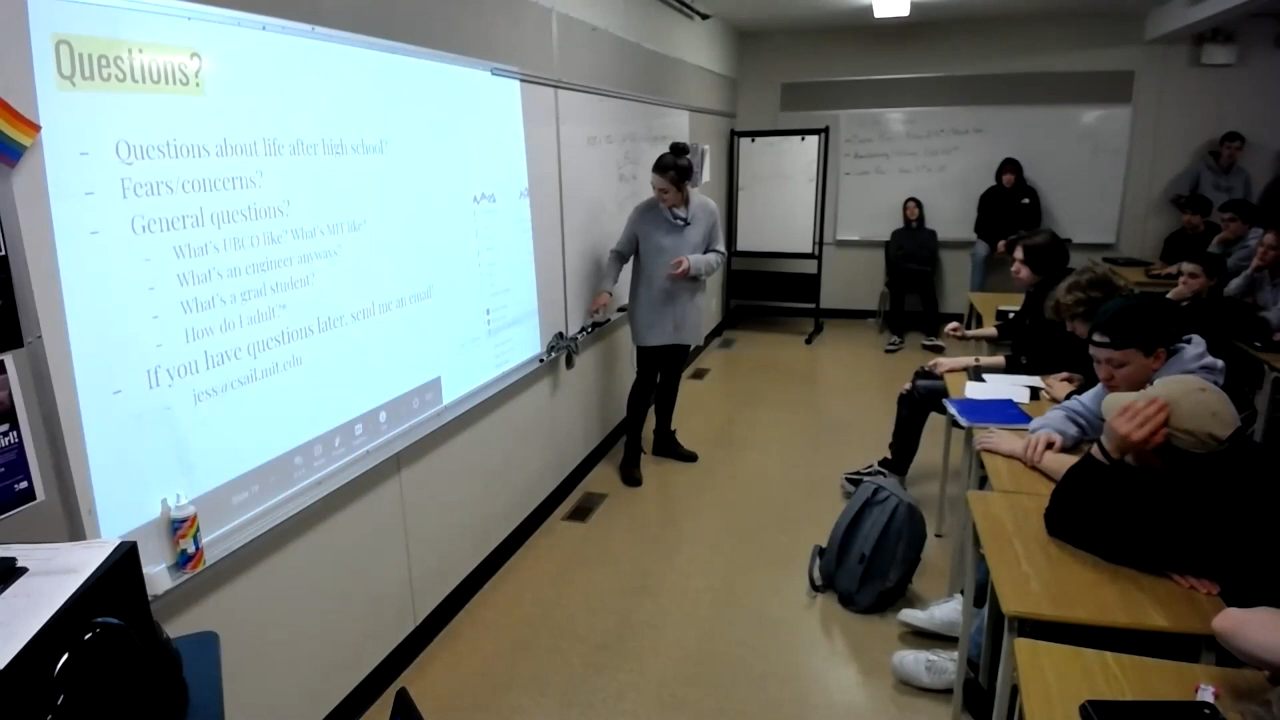 Questions?
- Questions about life after high school?
- Fears/concerns?
- General questions?
- What's UBCO like? What's MIT like?
- What's an engineer anyways?
- What's a grad student?
- How do I adult?*
- If you have questions later, send me an email
jess@csail.mit.edu
irl!